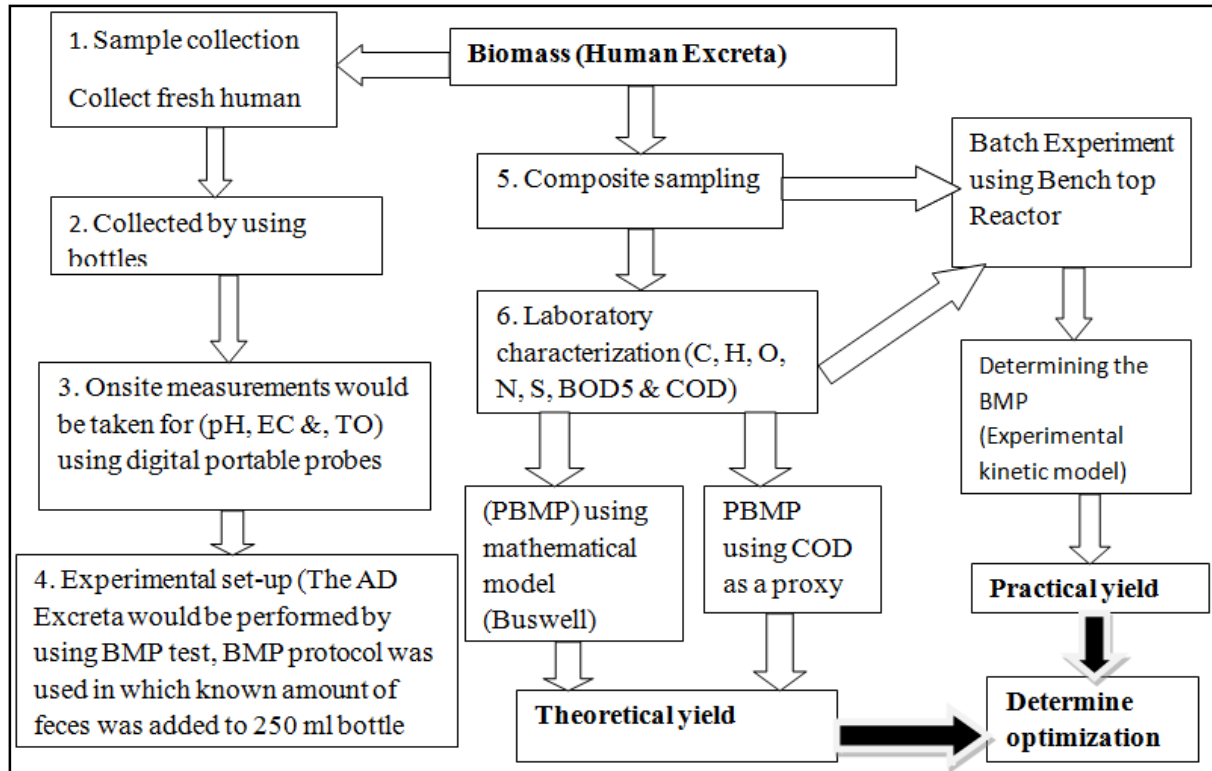 1. Sample collection
Collect fresh human
Biomass (Human Excreta)
2. Collected by using
bottles
3. Onsite measurements would
be taken for (pH, EC &, TO)
using digital portable probes
4. Experimental set-up (The AD
Excreta would be performed by
using BMP test, BMP protocol was
used in which known amount of
feces was added to 250 ml bottle
5. Composite sampling
6. Laboratory
characterization (C, H, O,
N, S, BOD5 & COD)
(PBMP) using
mathematical
model
(Buswell)
PBMP
using COD
as a proxy
Theoretical yield
Batch Experiment
using Bench top
Reactor
Determining the
BMP
(Experimental
kinetic model)
Practical yield
Determine
optimization